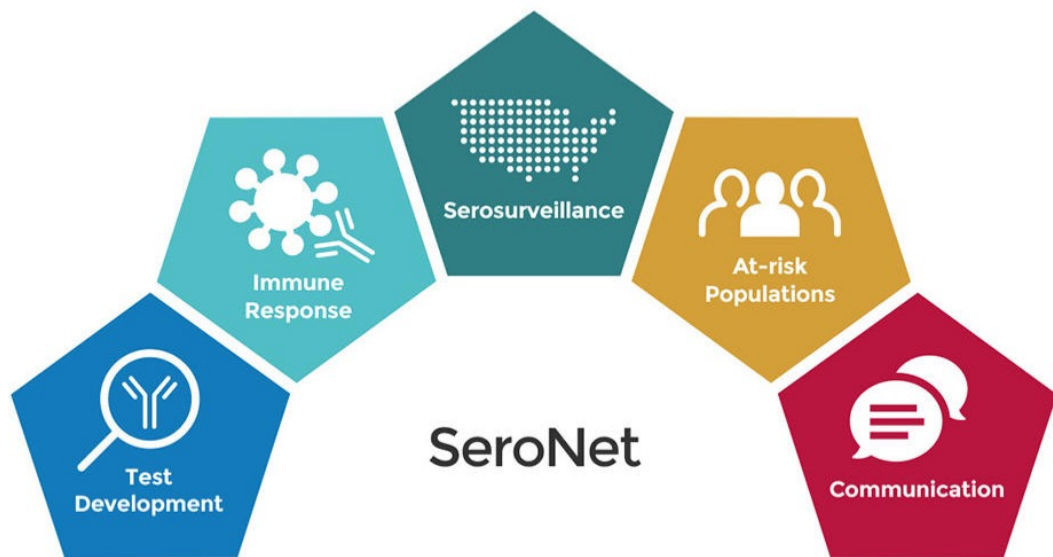 Test
Development
Immune
Response
Serosurveillance
At-risk
Populations
Communication
SeroNet